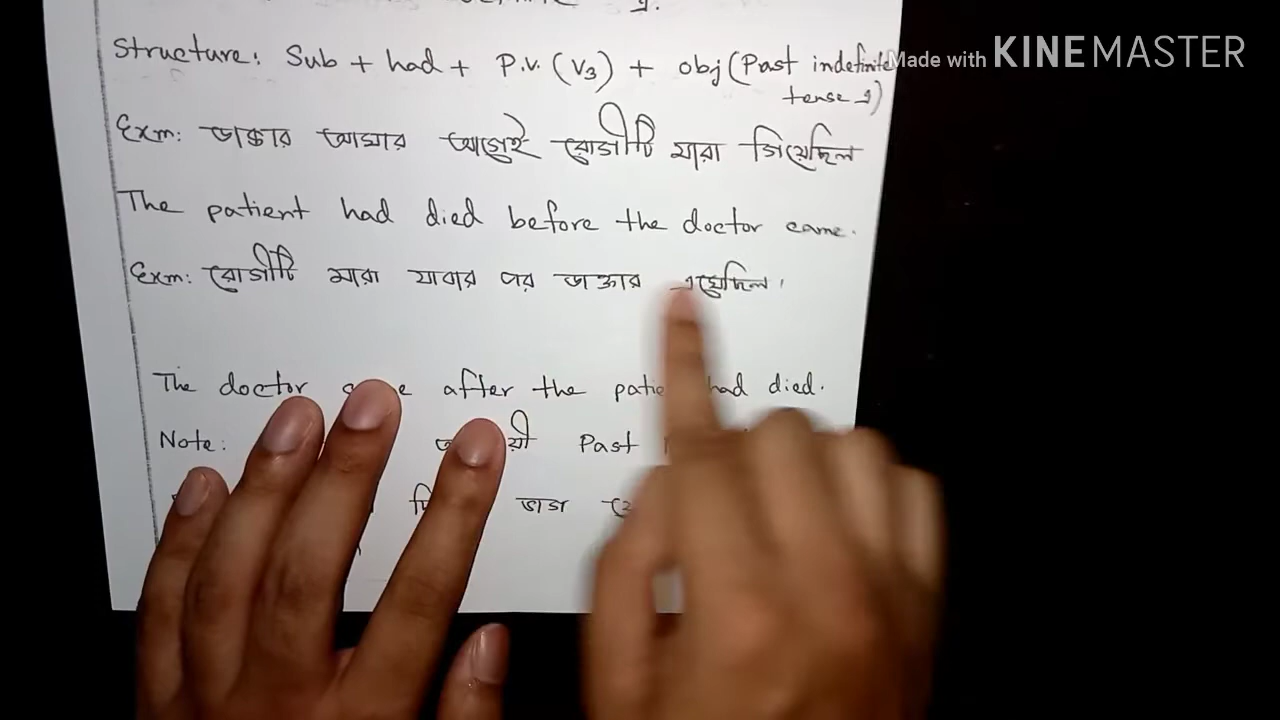 Structure: Sub + had + P.V. (V3) + obj (Past indefinite
tense এ)
Made with KINEMASTER
Exm: ডাক্তার আসার আগেই রোগীটি মারা গিয়েছিল
The patient had died before the doctor came.
Exm: রোগীটি মারা যাবার পর ডাক্তার এসেছিল।
The doctor after the had died.
Note: Past
ভাগ